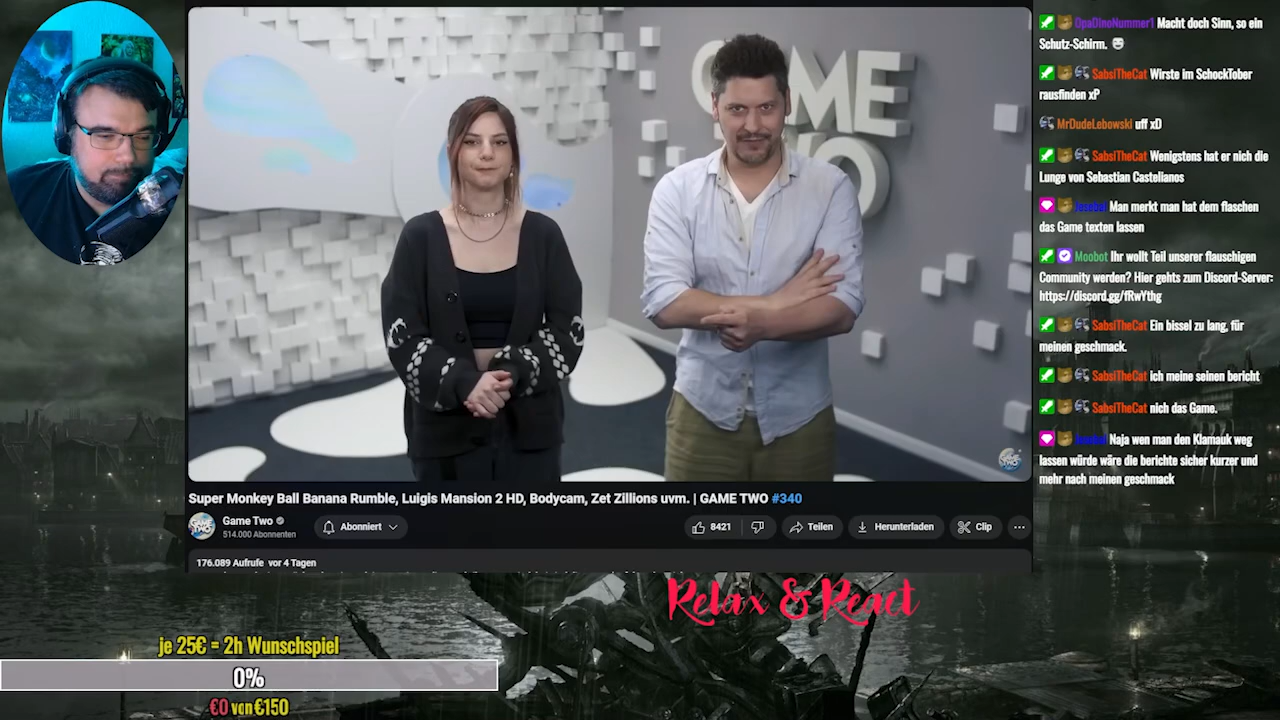 GAME
TWO
GAME
TWO
Super Monkey Ball Banana Rumble, Luigis Mansion 2 HD, Bodycam, Zet Zillions uvm. | GAME TWO #340
GAME
TWO
Game Two
514.000 Abonnenten
Abonniert
8421
Teilen
Herunterladen
Clip
176.089 Aufrufe vor 4 Tagen
Relax & React
je 25€ = 2h Wunschspiel
0%
€0 von €150
OpaDinoNummer1 Macht doch Sinn, so ein
Schutz-Schirm.
SabsiTheCat Wirste im SchockTober
rausfinden xP
MrDudeLebowski uff xD
SabsiTheCat Wenigstens hat er nich die
Lunge von Sebastian Castellanos
Man merkt man hat dem flaschen
das Game texten lassen
Moobot Ihr wollt Teil unserer flauschigen
Community werden? Hier gehts zum Discord-Server:
https://discord.gg/fRwYthg
SabsiTheCat Ein bissel zu lang, für
meinen geschmack.
SabsiTheCat ich meine seinen bericht
SabsiTheCat nich das Game.
Naja wen man den Klamauk weg
lassen würde wäre die berichte sicher kurzer und
mehr nach meinen geschmack